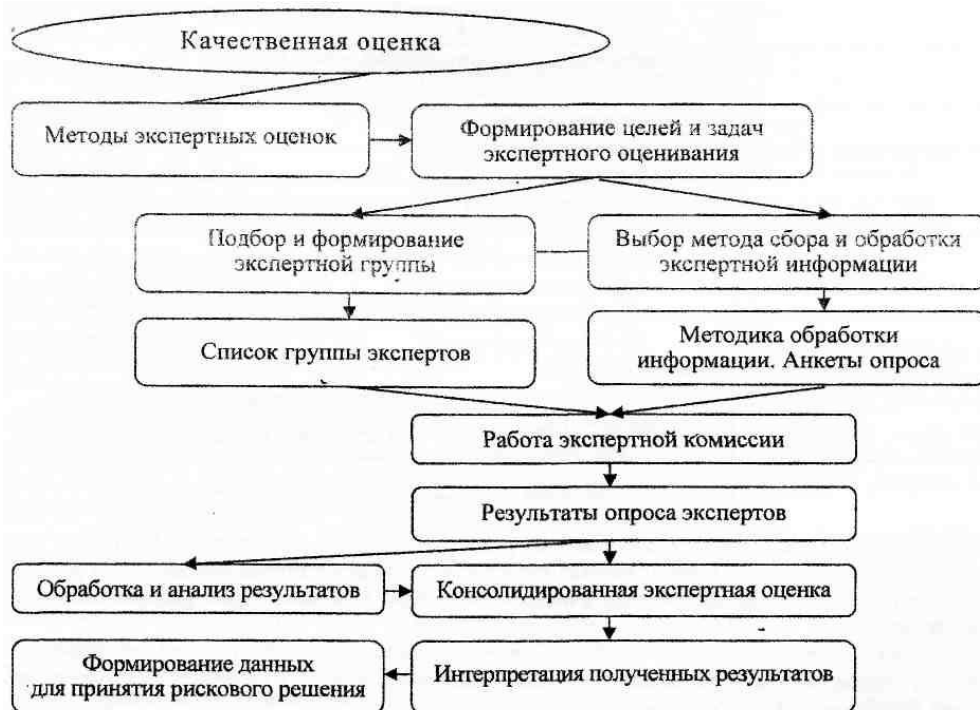 Качественная оценка
Методы экспертных оценок
Формирование целей и задач
экспертного оценивания
Подбор и формирование
экспертной группы
Выбор метода сбора и обработки
экспертной информации
Список группы экспертов
Методика обработки
информации. Анкеты опроса
Работа экспертной комиссии
Результаты опроса экспертов
Обработка и анализ результатов
Консолидированная экспертная оценка
Формирование данных
для принятия рискового решения
Интерпретация полученных результатов